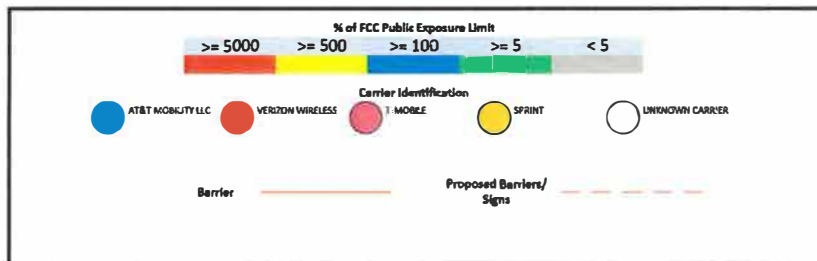 % of FCC Public Exposure Limit
>= 5000 >= 500 >= 100 >= 5 < 5
Carrier Identification
AT&T MOBILITY LLC VERIZON WIRELESS T-MOBILE SPRINT UNKNOWN CARRIER
Barrier Proposed Barriers/
Signs